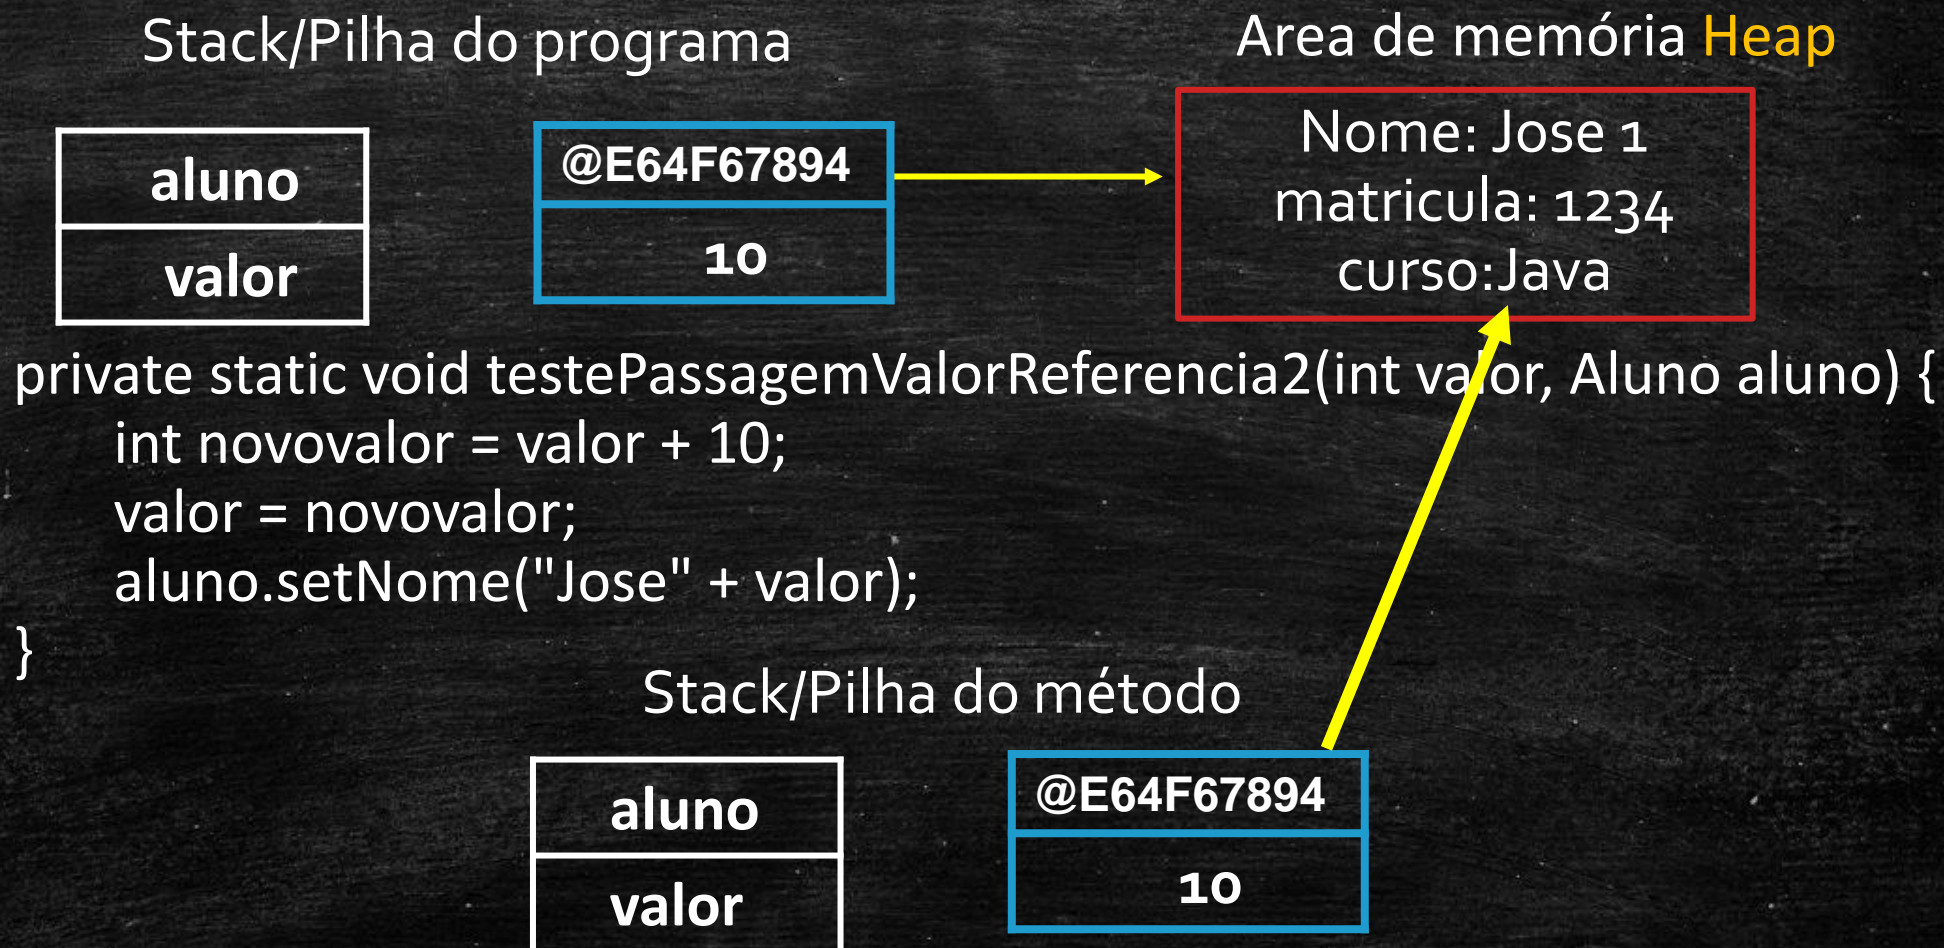 Stack/Pilha do programa
Area de memória Heap
aluno
valor
@E64F67894
10
Nome: Jose 1
matricula: 1234
curso:Java
private static void testePassagemValorReferencia2(int valor, Aluno aluno) {
int novovalor = valor + 10;
valor = novovalor;
aluno.setNome("Jose" + valor);
}
Stack/Pilha do método
aluno
valor
@E64F67894
10